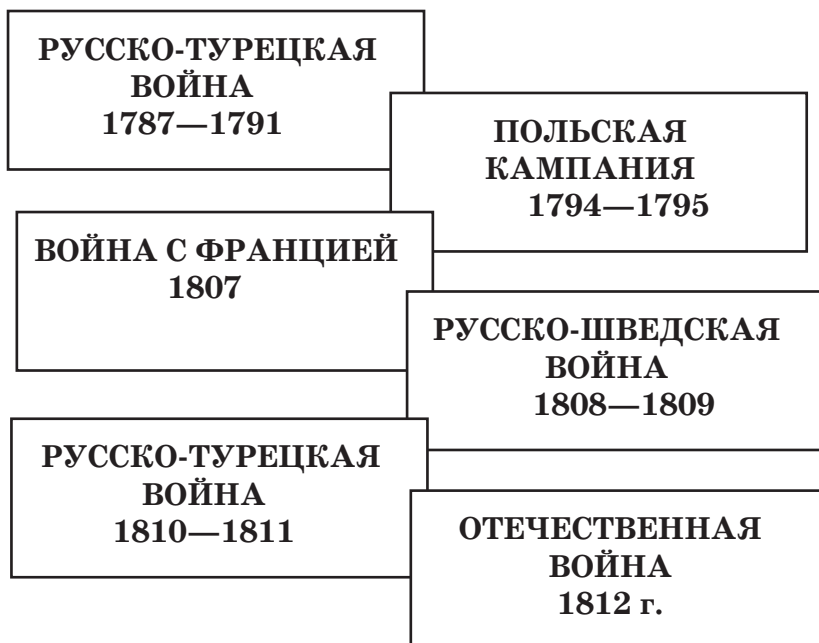 РУССКО-ТУРЕЦКАЯ
ВОЙНА
1787—1791
ПОЛЬСКАЯ
КАМПАНИЯ
1794—1795
ВОЙНА С ФРАНЦИЕЙ
1807
РУССКО-ШВЕДСКАЯ
ВОЙНА
1808—1809
РУССКО-ТУРЕЦКАЯ
ВОЙНА
1810—1811
ОТЕЧЕСТВЕННАЯ
ВОЙНА
1812 г.